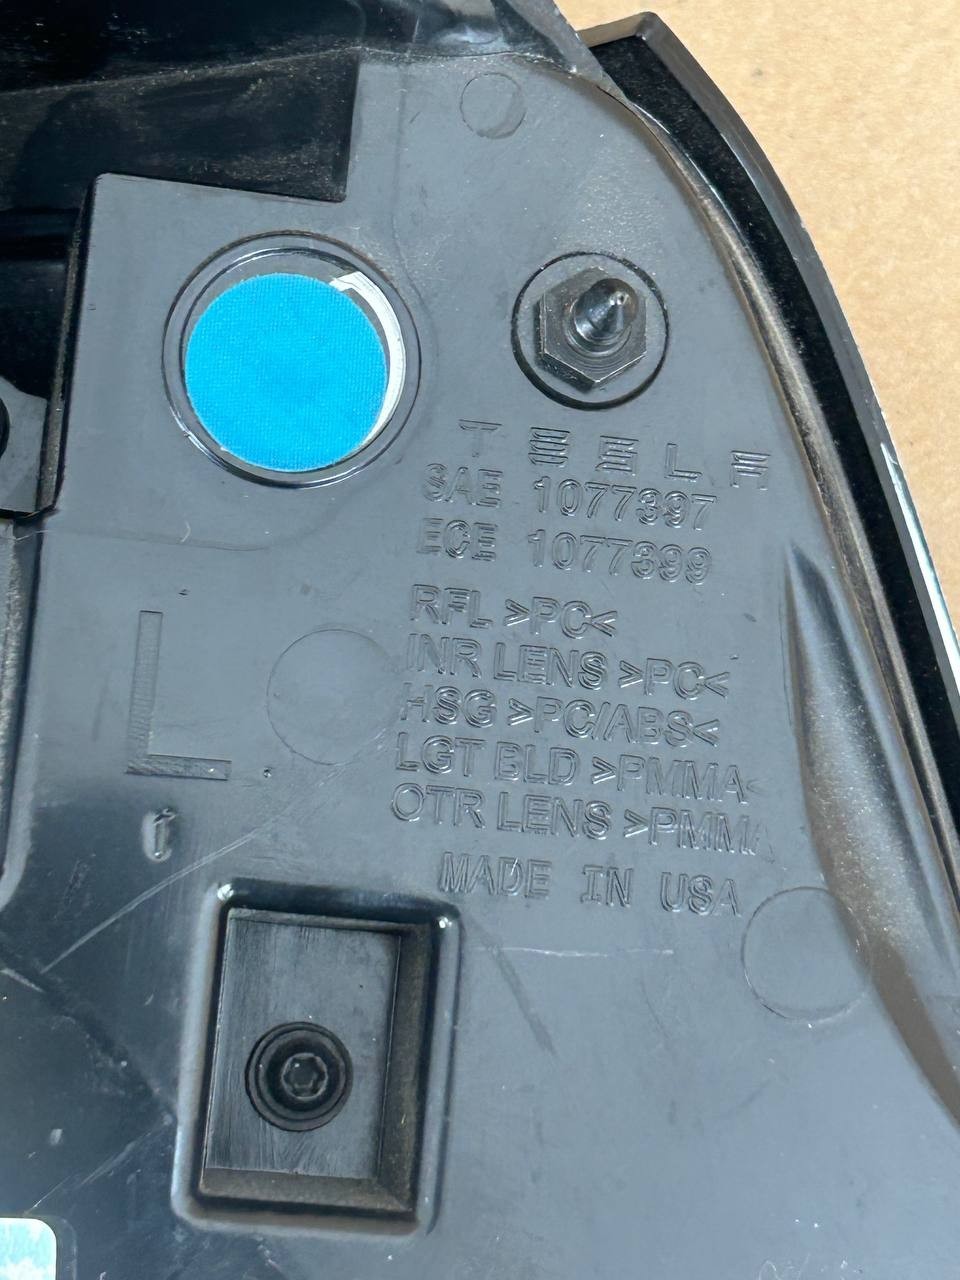 TESLA
SAE 1077397
ECE 1077399
RFL >PC<
INR LENS >PC<
HSG >PC/ABS<
LGT BLD >PMMA<
OTR LENS >PMMA
MADE IN USA
L
1